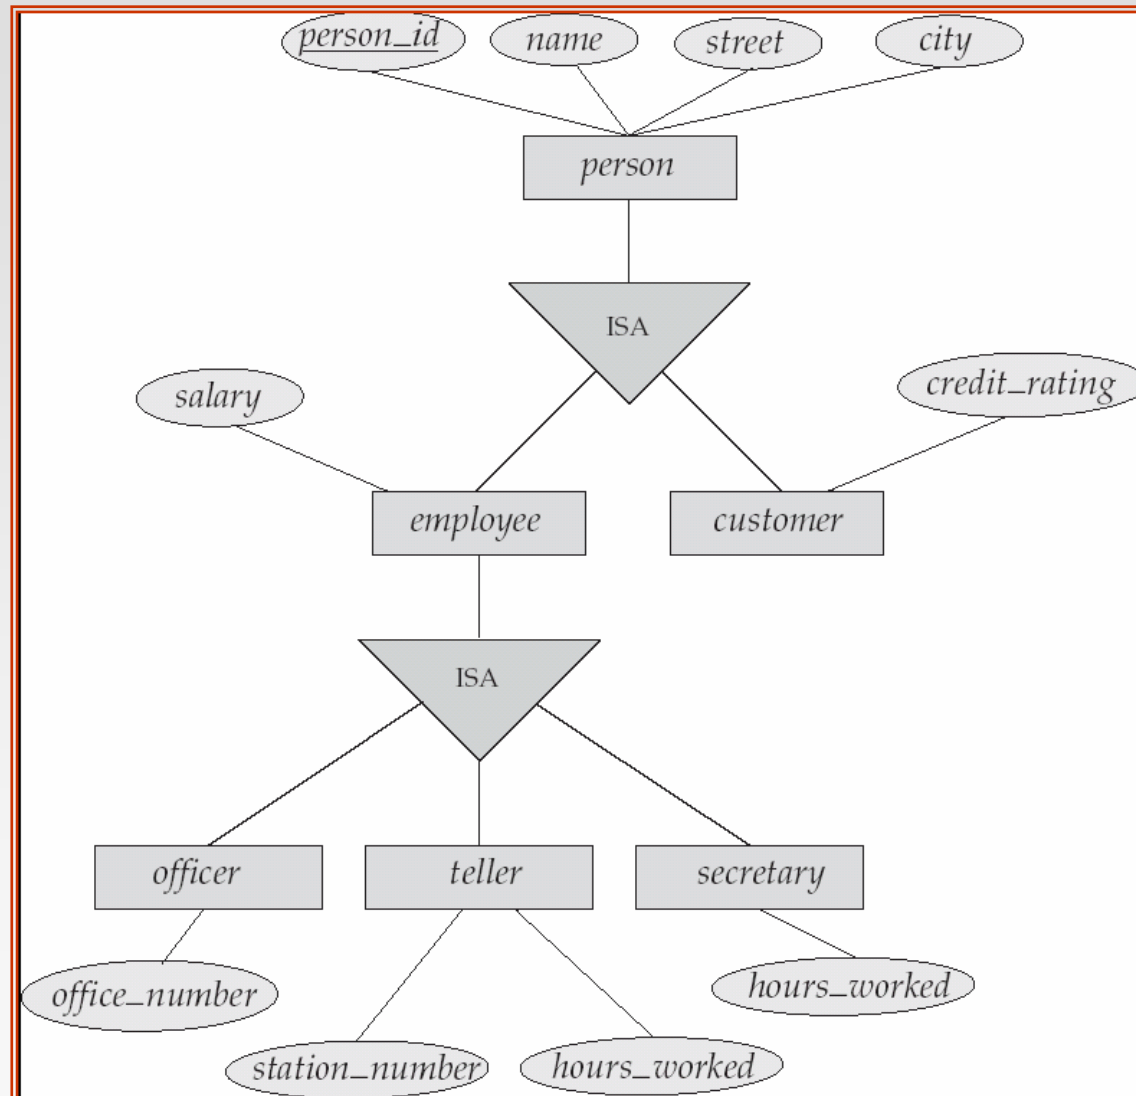 person_id name street city
person
ISA
salary credit_rating
employee customer
ISA
officer teller secretary
office_number hours_worked
station_number hours_worked